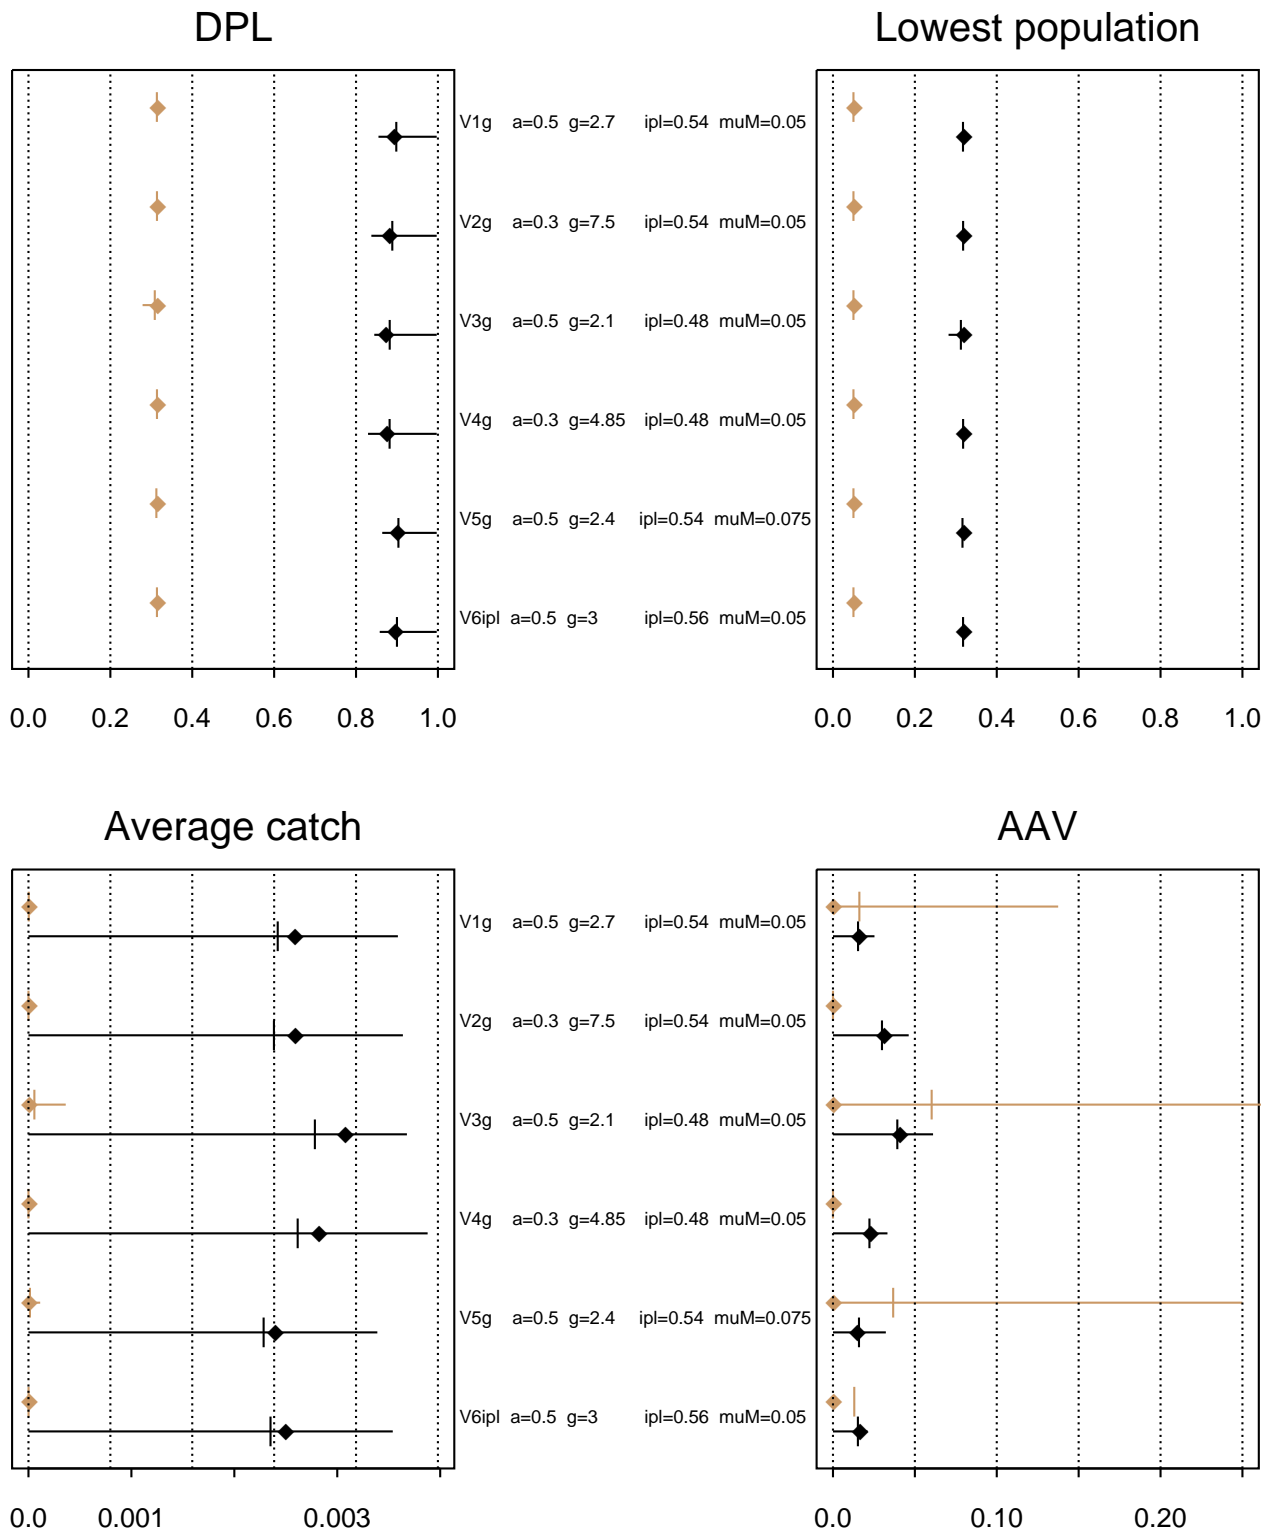 DPL
Lowest population
V1g a=0.5 g=2.7 ipl=0.54 muM=0.05
V2g a=0.3 g=7.5 ipl=0.54 muM=0.05
V3g a=0.5 g=2.1 ipl=0.48 muM=0.05
V4g a=0.3 g=4.85 ipl=0.48 muM=0.05
V5g a=0.5 g=2.4 ipl=0.54 muM=0.075
V6ipl a=0.5 g=3 ipl=0.56 muM=0.05
0.0 0.2 0.4 0.6 0.8 1.0
0.0 0.2 0.4 0.6 0.8 1.0
Average catch
AAV
V1g a=0.5 g=2.7 ipl=0.54 muM=0.05
V2g a=0.3 g=7.5 ipl=0.54 muM=0.05
V3g a=0.5 g=2.1 ipl=0.48 muM=0.05
V4g a=0.3 g=4.85 ipl=0.48 muM=0.05
V5g a=0.5 g=2.4 ipl=0.54 muM=0.075
V6ipl a=0.5 g=3 ipl=0.56 muM=0.05
0.0 0.001 0.003
0.0 0.10 0.20